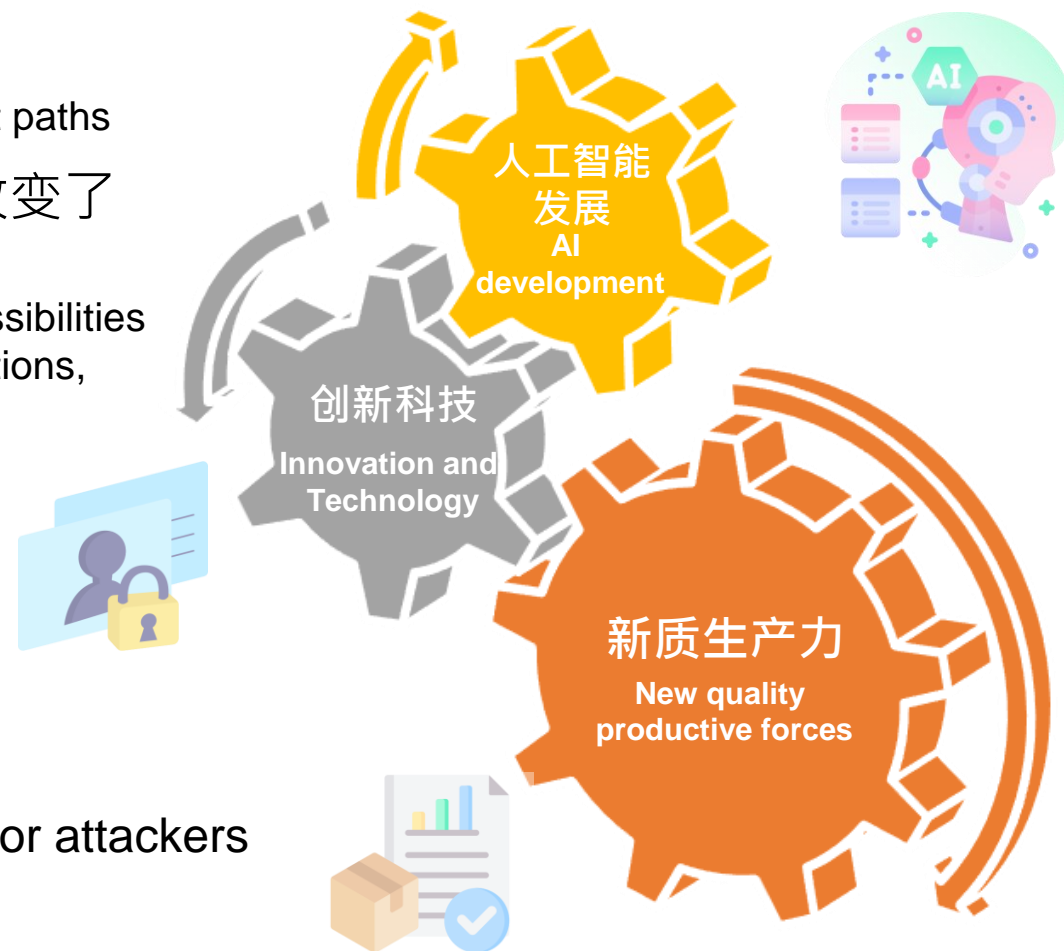 paths
变了
ssibilities
tions,
or attackers
人工智能
发展
AI
development
创新科技
Innovation and
Technology
新质生产力
New quality
productive forces
AI